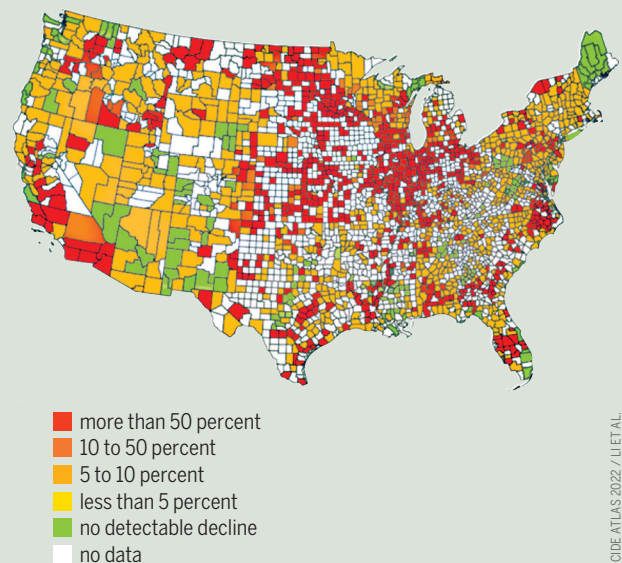 more than 50 percent
10 to 50 percent
5 to 10 percent
less than 5 percent
no detectable decline
no data
CIDE ATLAS 2022 / LI ET AL.